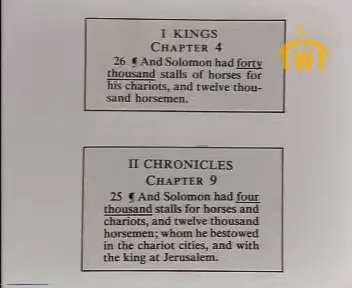 I KINGS
CHAPTER 4
26 ¶ And Solomon had forty
thousand stalls of horses for
his chariots, and twelve thou-
sand horsemen.
W
II CHRONICLES
CHAPTER 9
25 ¶ And Solomon had four
thousand stalls for horses and
chariots, and twelve thousand
horsemen; whom he bestowed
in the chariot cities, and with
the king at Jerusalem.